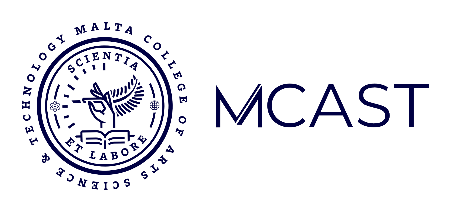 MALTA COLLEGE OF ARTS SCIENCE & TECHNOLOGY
SCIENTIA
ET LABORE
MCAST